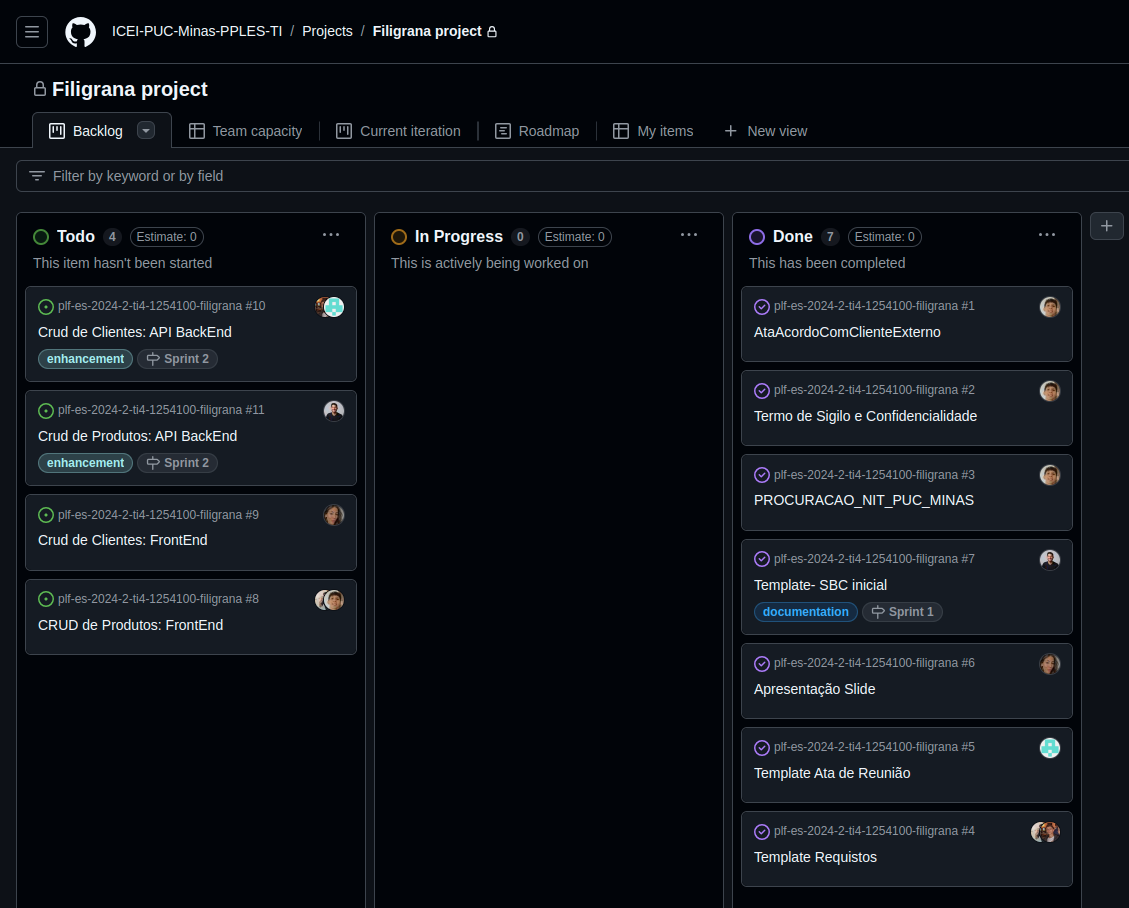 ICEI-PUC-Minas-PPLES-TI / Projects / Filigrana project
Filigrana project
Backlog Team capacity Current iteration Roadmap My items New view
Filter by keyword or by field
Todo 4 Estimate: 0
This item hasn't been started
plf-es-2024-2-ti4-1254100-filigrana #10
Crud de Clientes: API BackEnd
enhancement Sprint 2
plf-es-2024-2-ti4-1254100-filigrana #11
Crud de Produtos: API BackEnd
enhancement Sprint 2
plf-es-2024-2-ti4-1254100-filigrana #9
Crud de Clientes: FrontEnd
plf-es-2024-2-ti4-1254100-filigrana #8
CRUD de Produtos: FrontEnd
In Progress 0 Estimate: 0
This is actively being worked on
Done 7 Estimate: 0
This has been completed
plf-es-2024-2-ti4-1254100-filigrana #1
AtaAcordoComClienteExterno
plf-es-2024-2-ti4-1254100-filigrana #2
Termo de Sigilo e Confidencialidade
plf-es-2024-2-ti4-1254100-filigrana #3
PROCURACAO_NIT_PUC_MINAS
plf-es-2024-2-ti4-1254100-filigrana #7
Template- SBC inicial
documentation Sprint 1
plf-es-2024-2-ti4-1254100-filigrana #6
Apresentação Slide
plf-es-2024-2-ti4-1254100-filigrana #5
Template Ata de Reunião
plf-es-2024-2-ti4-1254100-filigrana #4
Template Requistos